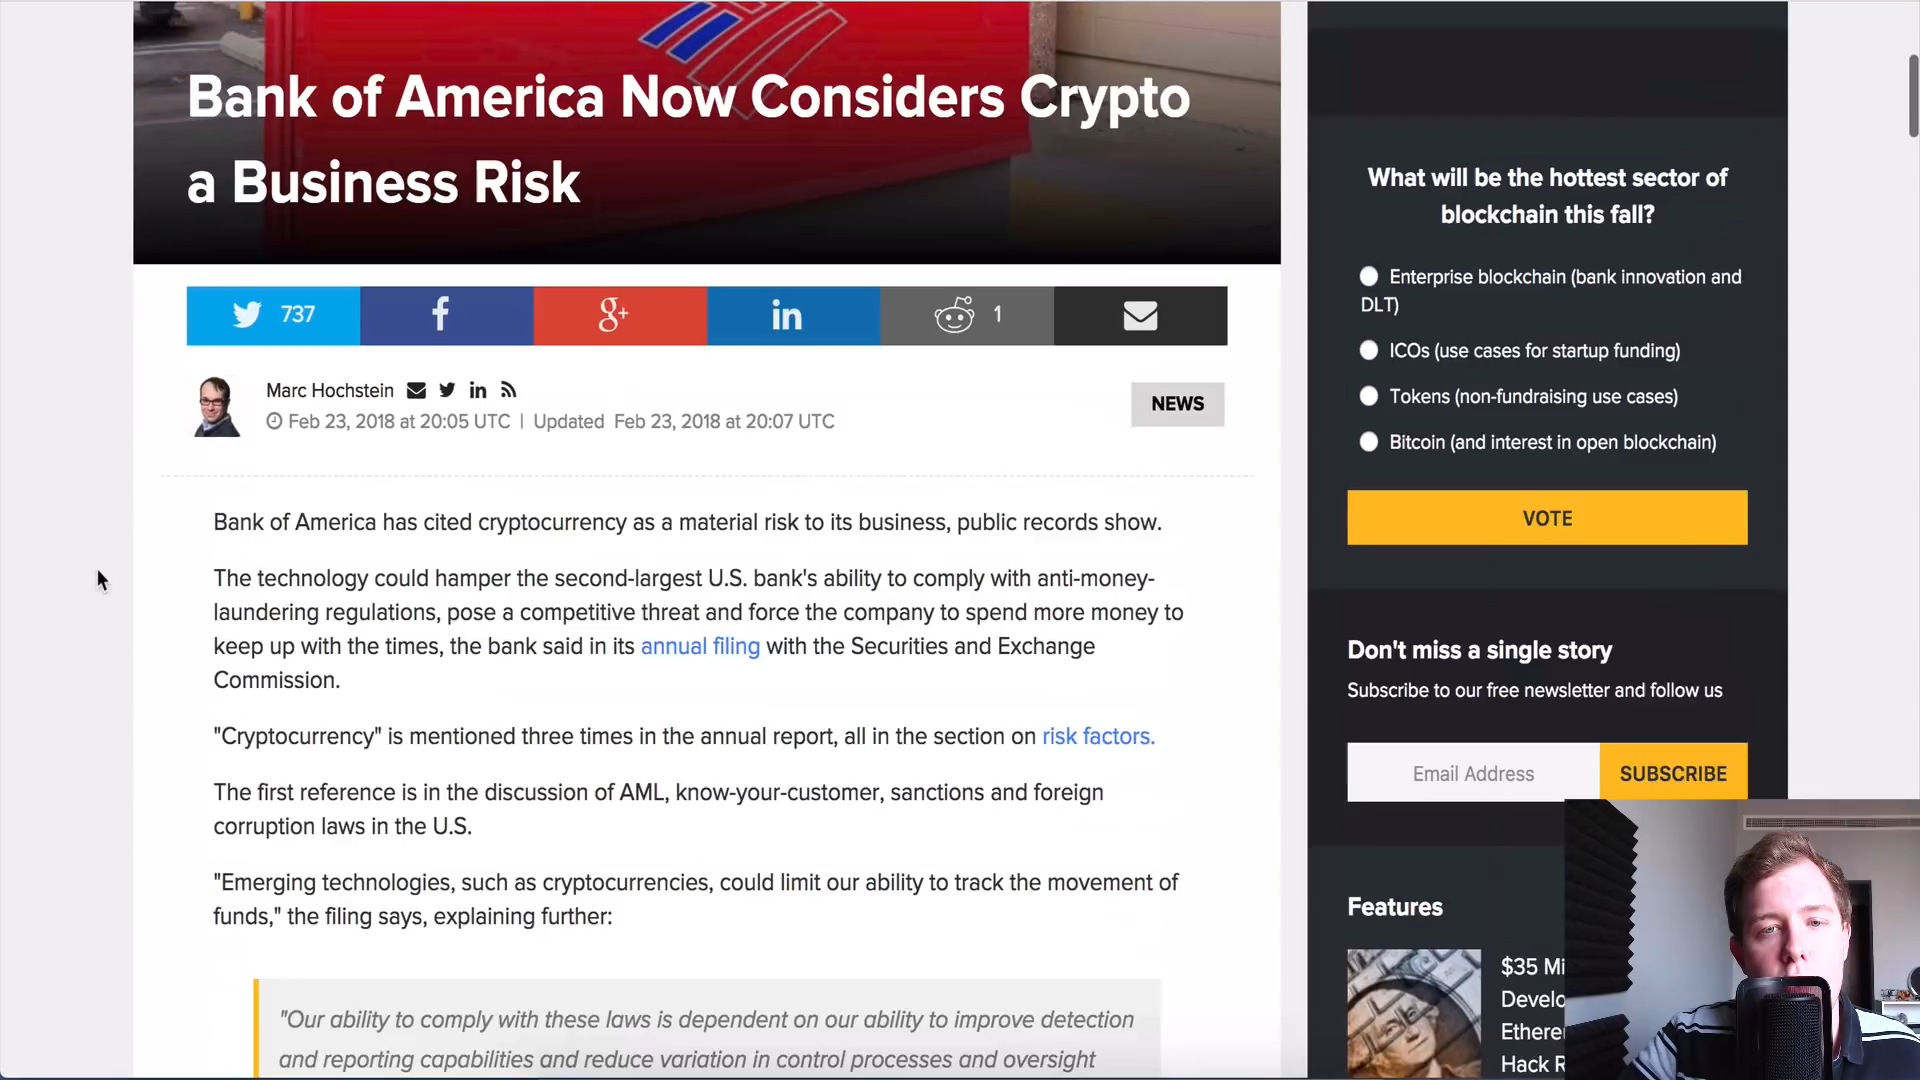 Bank of America Now Considers Crypto
a Business Risk
737
1
Marc Hochstein
Feb 23, 2018 at 20:05 UTC | Updated Feb 23, 2018 at 20:07 UTC
NEWS
Bank of America has cited cryptocurrency as a material risk to its business, public records show.
The technology could hamper the second-largest U.S. bank's ability to comply with anti-money-
laundering regulations, pose a competitive threat and force the company to spend more money to
keep up with the times, the bank said in its annual filing with the Securities and Exchange
Commission.
"Cryptocurrency" is mentioned three times in the annual report, all in the section on risk factors.
The first reference is in the discussion of AML, know-your-customer, sanctions and foreign
corruption laws in the U.S.
"Emerging technologies, such as cryptocurrencies, could limit our ability to track the movement of
funds," the filing says, explaining further:
"Our ability to comply with these laws is dependent on our ability to improve detection
and reporting capabilities and reduce variation in control processes and oversight
What will be the hottest sector of
blockchain this fall?
Enterprise blockchain (bank innovation and
DLT)
ICOs (use cases for startup funding)
Tokens (non-fundraising use cases)
Bitcoin (and interest in open blockchain)
VOTE
Don't miss a single story
Subscribe to our free newsletter and follow us
Email Address
SUBSCRIBE
Features
$35 Mi
Develo
Ethere
Hack R